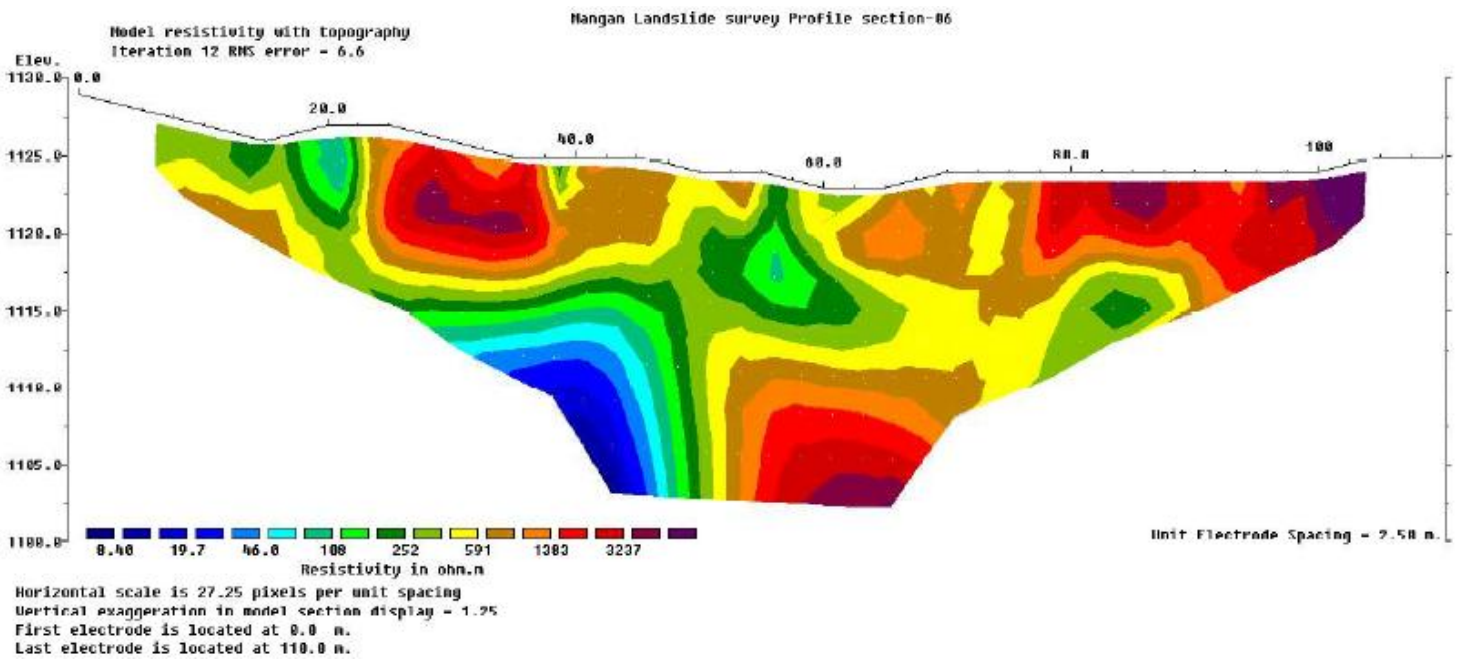 Mangan Landslide survey Profile section-06
Model resistivity with topography
Iteration 12 RMS error = 6.6
Elev.
1130.0 0.0
20.0
40.0
1125.0 60.0 80.0 100
1120.0
1115.0
1110.0
1105.0
1100.0
8.40 19.7 46.0 108 252 591 1383 3237
Unit Electrode Spacing = 2.50 m.
Resistivity in ohm.m
Horizontal scale is 27.25 pixels per unit spacing
Vertical exaggeration in model section display = 1.25
First electrode is located at 0.0 m.
Last electrode is located at 110.0 m.